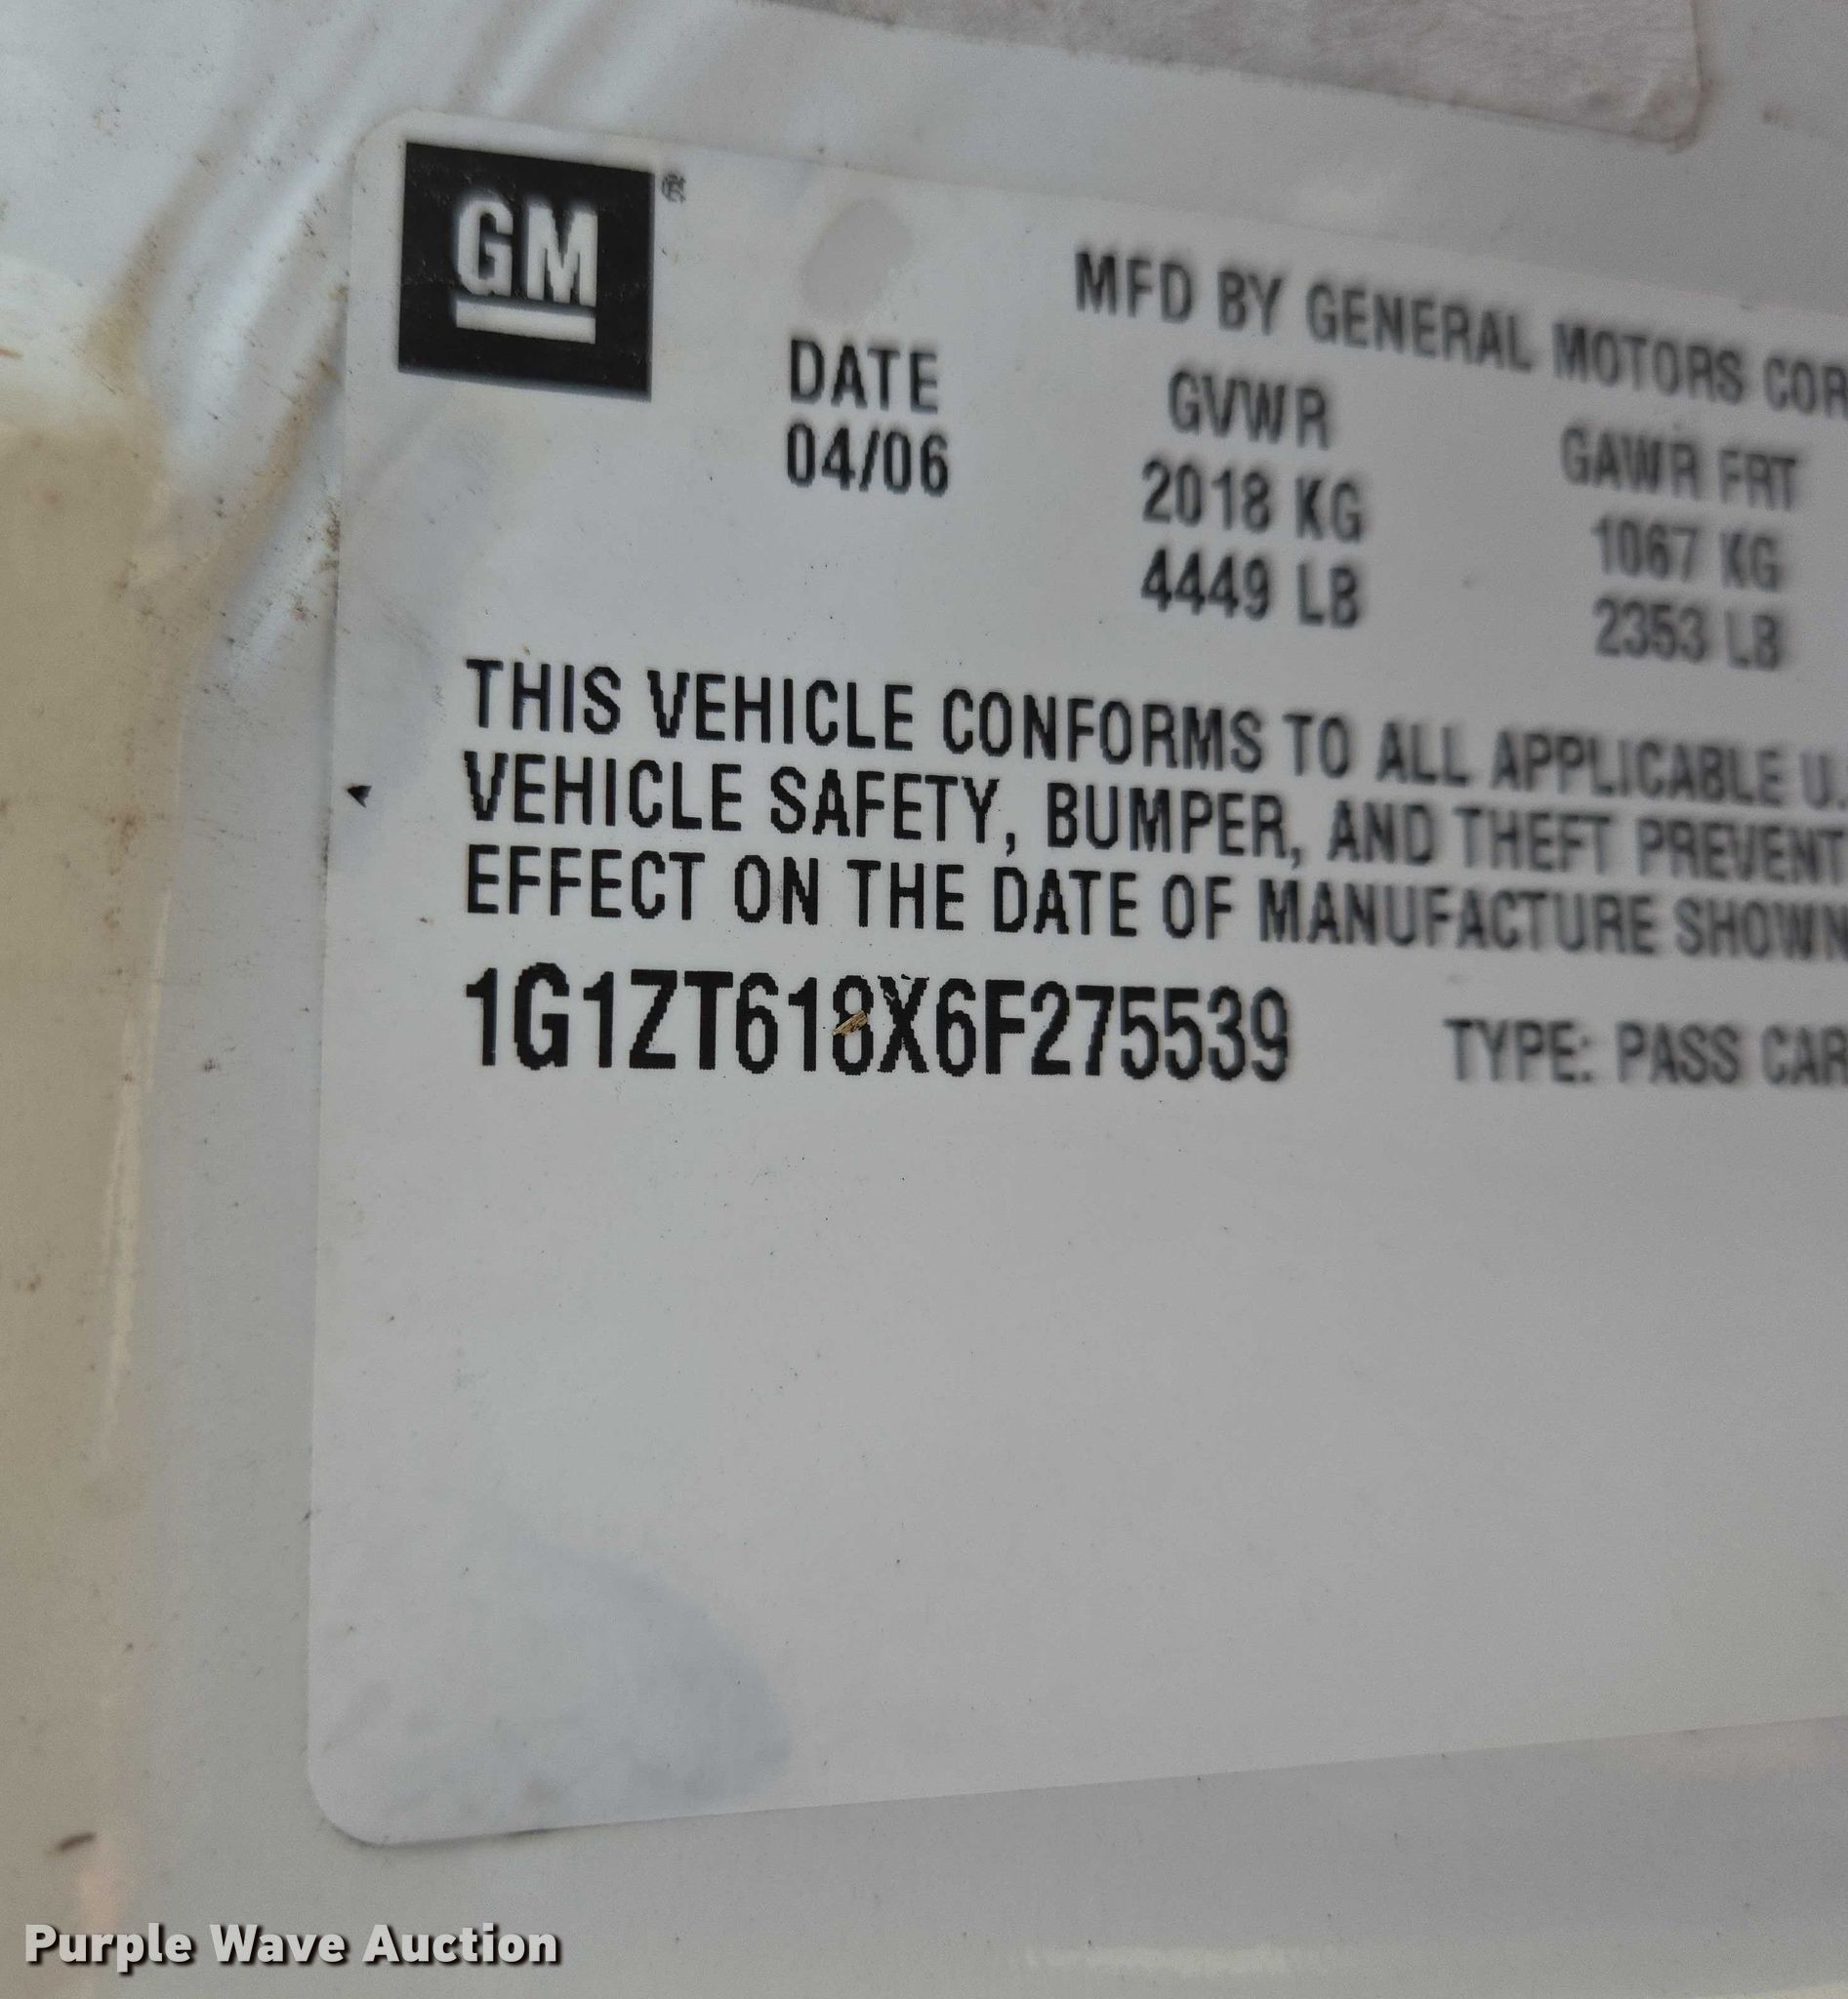 GM®
MFD BY GENERAL MOTORS COR
DATE GVWR GAWR FRT
04/06 2018 KG 1067 KG
4449 LB 2353 LB
THIS VEHICLE CONFORMS TO ALL APPLICABLE U.
VEHICLE SAFETY, BUMPER, AND THEFT PREVENT
EFFECT ON THE DATE OF MANUFACTURE SHOWN
1G1ZT618X6F275539 TYPE: PASS CAR
Purple Wave Auction